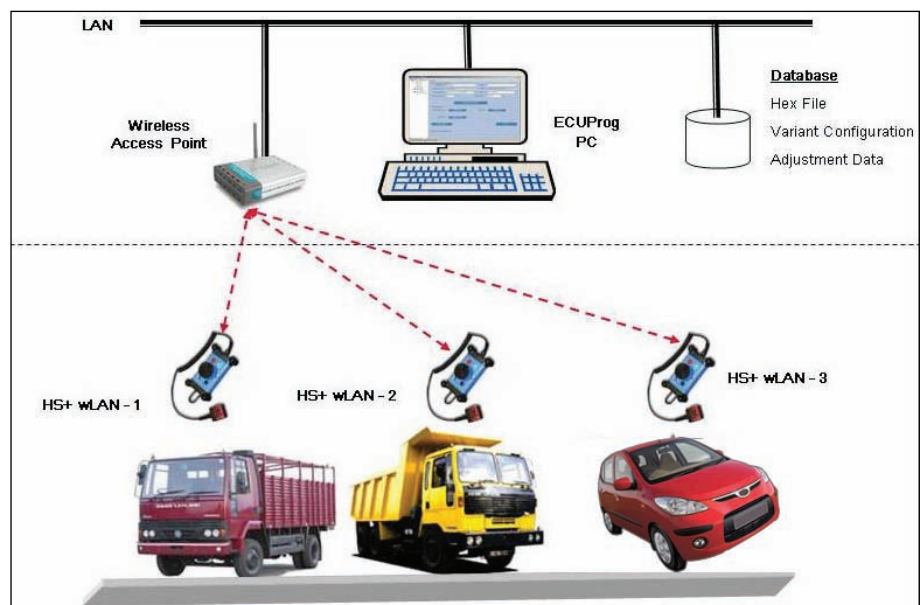 LAN
Wireless
Access Point
ECUProg
PC
Database
Hex File
Variant Configuration
Adjustment Data
HS+ wLAN - 1
HS+ wLAN - 2
HS+ wLAN - 3